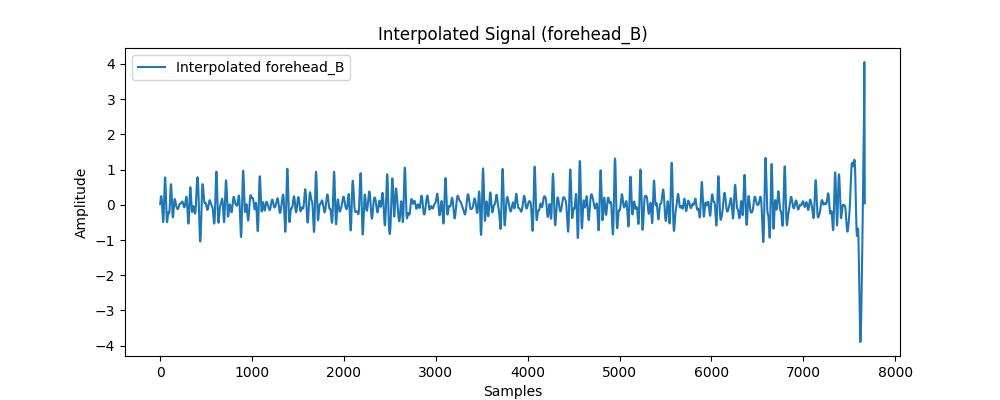 Interpolated Signal (forehead_B)
Interpolated forehead_B
Amplitude
4
3
2
1
0
−1
−2
−3
−4
0 1000 2000 3000 4000 5000 6000 7000 8000
Samples